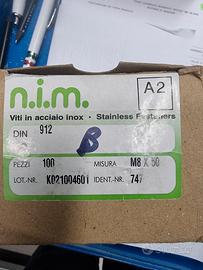 n.i.m.
A2
Viti in acciaio inox - Stainless Fasteners
DIN 912
B
PEZZI 100 MISURA M8 X 50
LOT.-NR. K021004601 IDENT.-NR. 747